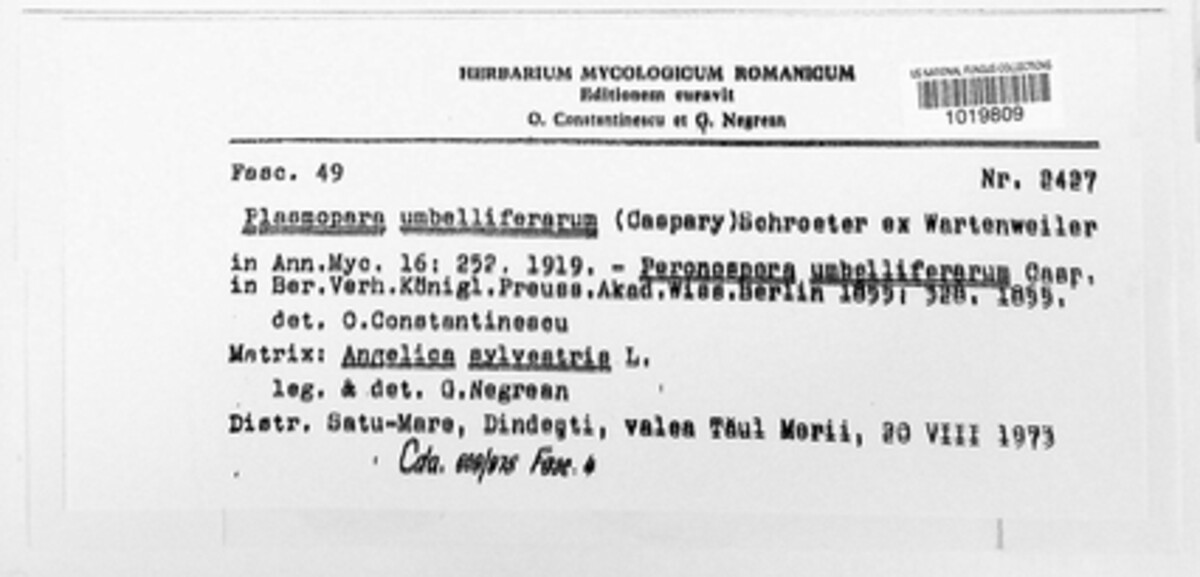 HERBARIUM MYCOLOGICUM ROMANICUM
Editionem curavit
O. Constantinescu et G. Negrean
US NATIONAL FUNGUS COLLECTIONS
1019809
Fasc. 49
Nr. 2427
Plasmopara umbelliferarum (Caspary)Schroeter ex Wartenweiler
in Ann.Myc. 16: 252. 1919. - Peronospora umbelliferarum Casp.
in Ber.Verh.Königl.Preuss.Akad.Wiss.Berlin 1855: 328. 1855.
det. O.Constantinescu
Matrix: Angelica sylvestris L.
leg. & det. G.Negrean
Distr. Satu-Mare, Dindeşti, valea Tăul Morii, 20 VIII 1973
Cda. Fasc.